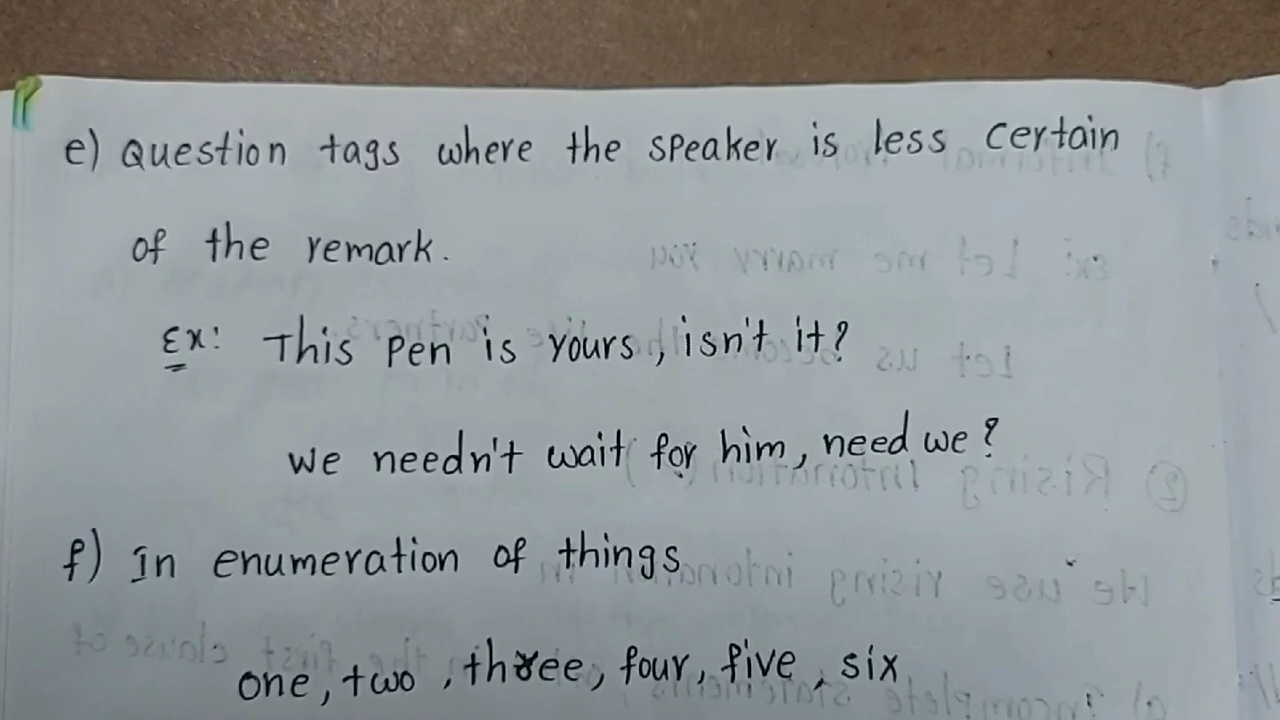 e) Question tags where the speaker is less certain
of the remark.
Ex: This pen is yours, isn't it?
We needn't wait for him, need we?
f) In enumeration of things
one, two, three, four, five, six